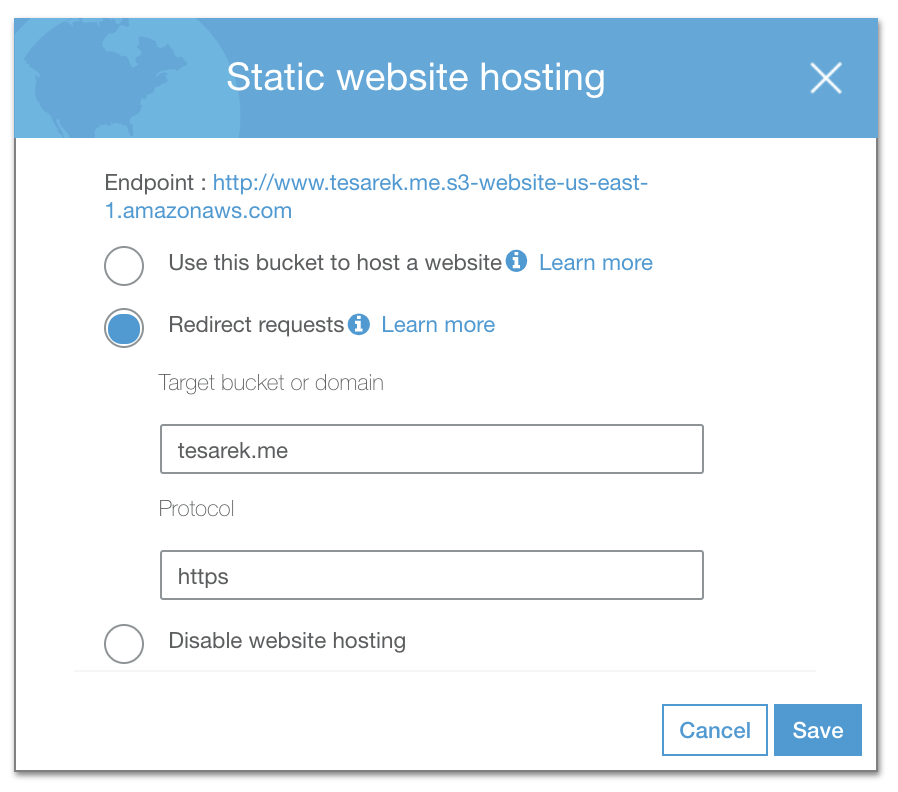 Static website hosting
Endpoint : http://www.tesarek.me.s3-website-us-east-
1.amazonaws.com
Use this bucket to host a website Learn more
Redirect requests Learn more
Target bucket or domain
tesarek.me
Protocol
https
Disable website hosting
Cancel Save